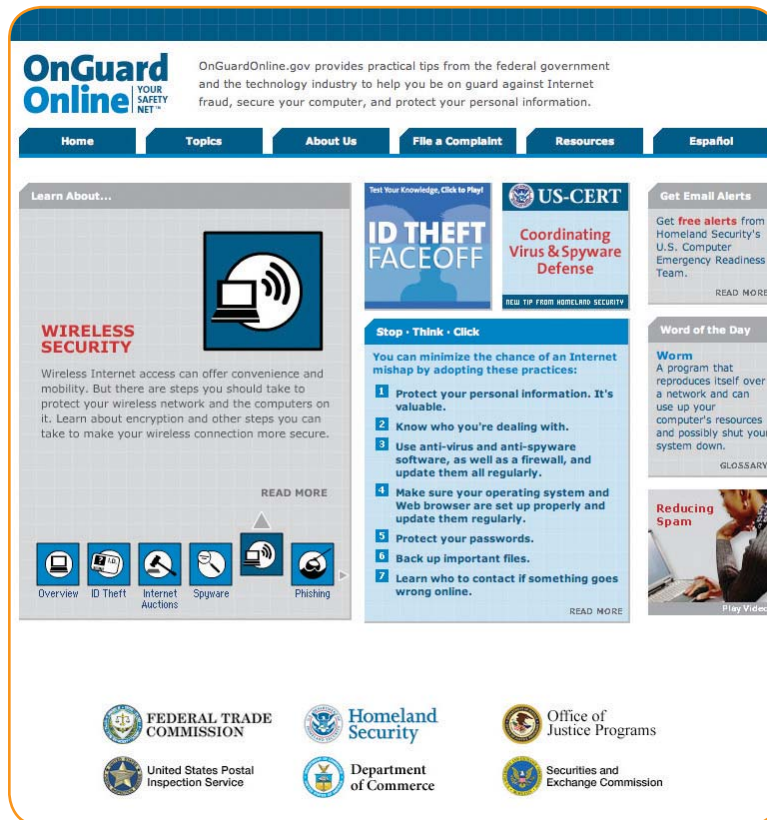 OnGuard
Online
YOUR
SAFETY
NET™
OnGuardOnline.gov provides practical tips from the federal government
and the technology industry to help you be on guard against Internet
fraud, secure your computer, and protect your personal information.
Home
Topics
About Us
File a Complaint
Resources
Español
Learn About...
WIRELESS
SECURITY
Wireless Internet access can offer convenience and
mobility. But there are steps you should take to
protect your wireless network and the computers on
it. Learn about encryption and other steps you can
take to make your wireless connection more secure.
READ MORE
Overview
ID Theft
Internet
Auctions
Spyware
Phishing
Test Your Knowledge, Click to Play!
ID THEFT
FACEOFF
US-CERT
Coordinating
Virus & Spyware
Defense
NEW TIP FROM HOMELAND SECURITY
Stop · Think · Click
You can minimize the chance of an Internet
mishap by adopting these practices:
1 Protect your personal information. It's
valuable.
2 Know who you're dealing with.
3 Use anti-virus and anti-spyware
software, as well as a firewall, and
update them all regularly.
4 Make sure your operating system and
Web browser are set up properly and
update them regularly.
5 Protect your passwords.
6 Back up important files.
7 Learn who to contact if something goes
wrong online.
READ MORE
Get Email Alerts
Get free alerts from
Homeland Security's
U.S. Computer
Emergency Readiness
Team.
READ MORE
Word of the Day
Worm
A program that
reproduces itself over
a network and can
use up your
computer's resources
and possibly shut your
system down.
GLOSSARY
Reducing
Spam
Play Video
FEDERAL TRADE
COMMISSION
Homeland
Security
Office of
Justice Programs
United States Postal
Inspection Service
Department
of Commerce
Securities and
Exchange Commission